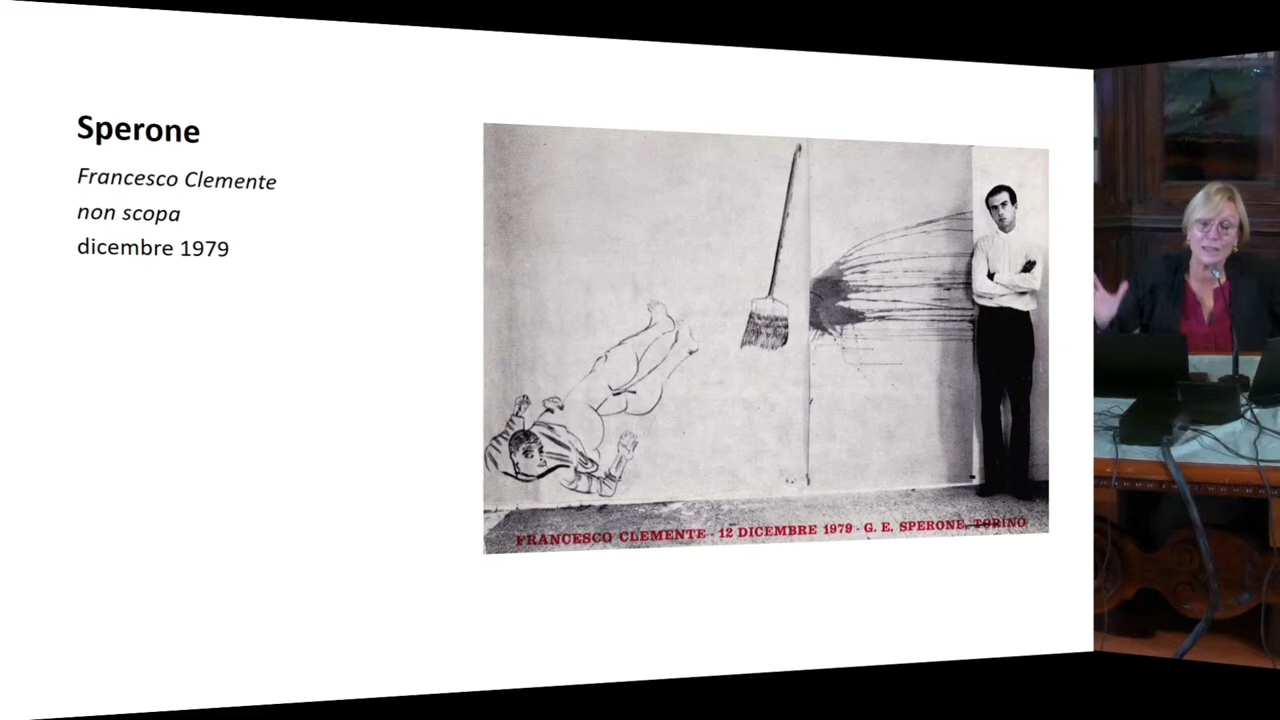 Sperone
Francesco Clemente
non scopa
dicembre 1979
FRANCESCO CLEMENTE - 12 DICEMBRE 1979 - G. E. SPERONE, TORINO